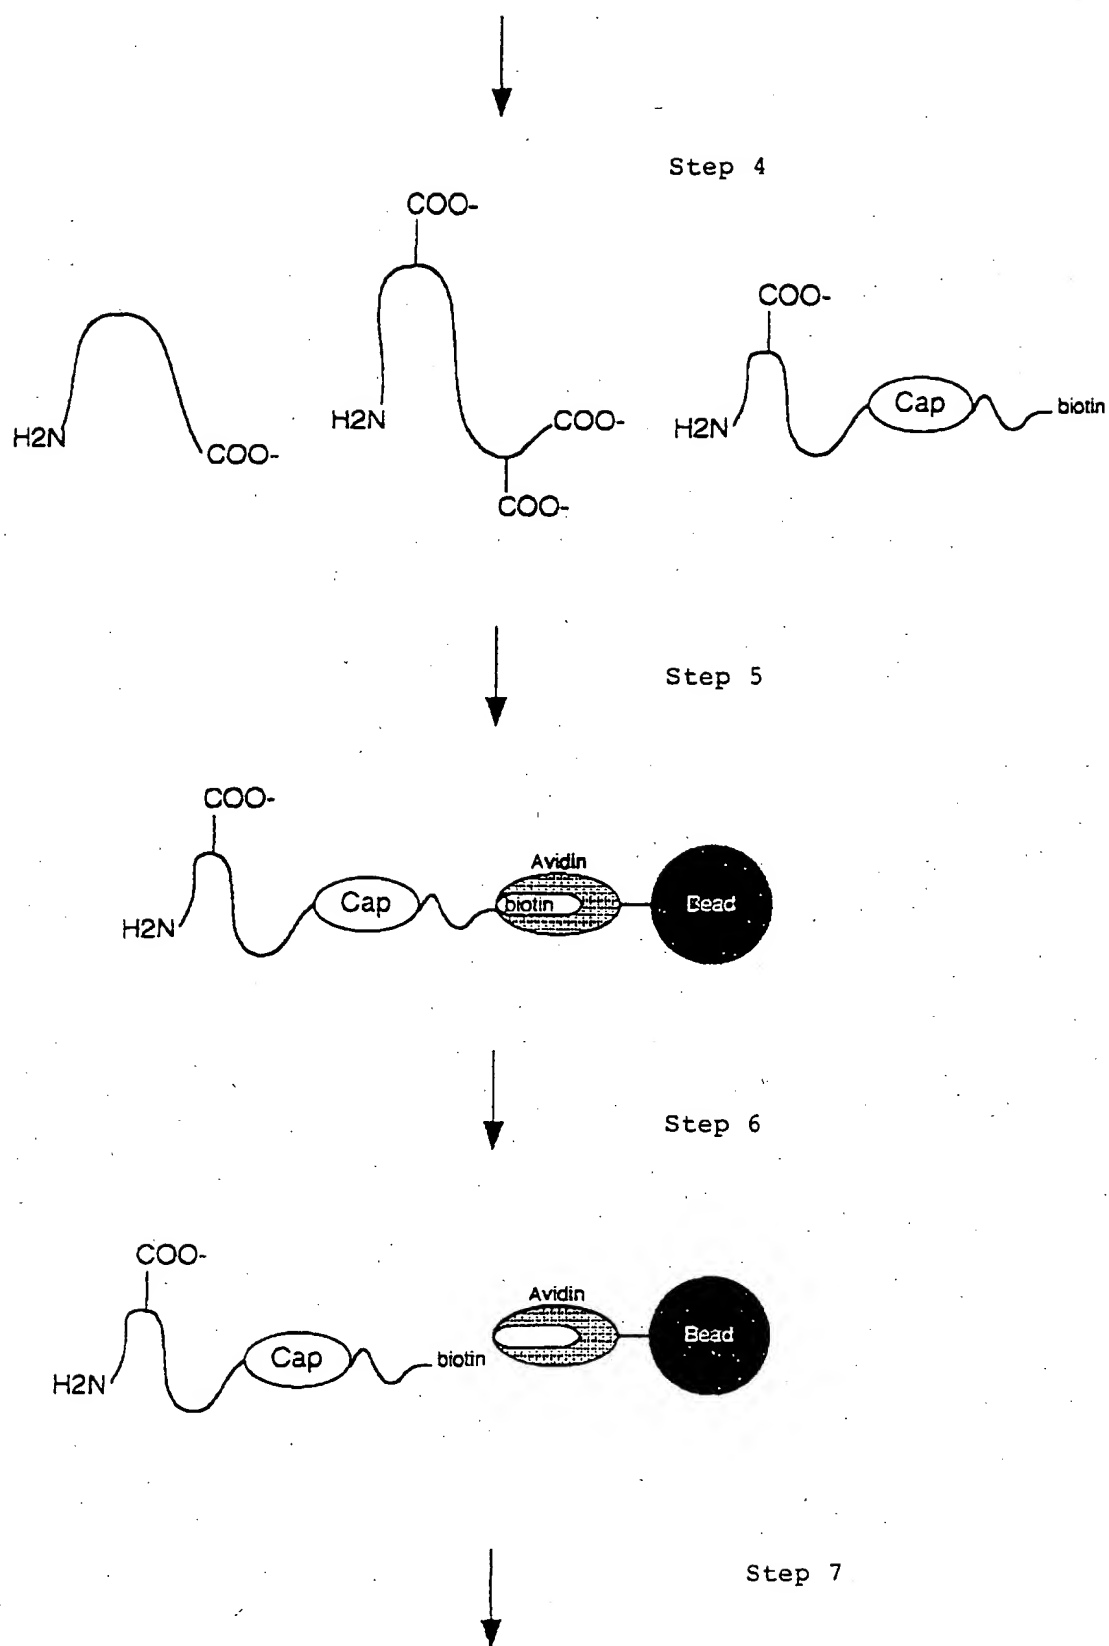 Step 4
COO-
COO-
H2N
COO-
Cap
biotin
H2N
COO-
H2N
COO-
COO-
Step 5
COO-
Avidin
Cap
biotin
Bead
H2N
Step 6
COO-
Avidin
Bead
Cap
biotin
H2N
Step 7